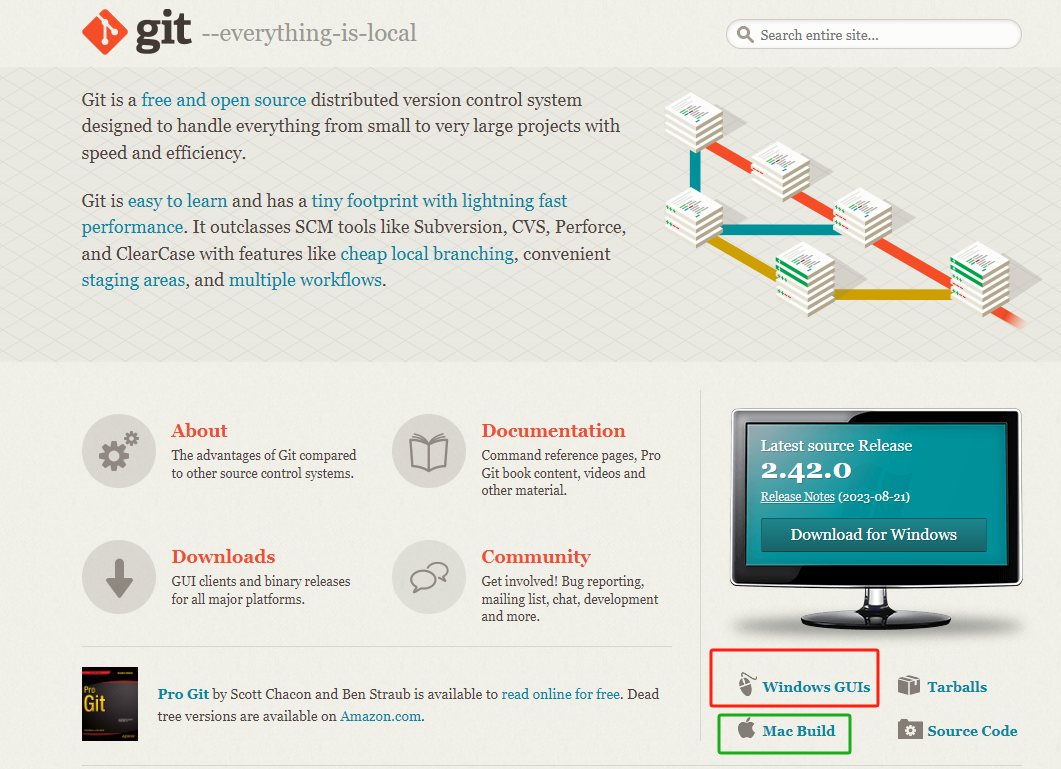 git --everything-is-local
Search entire site...
Git is a free and open source distributed version control system
designed to handle everything from small to very large projects with
speed and efficiency.
Git is easy to learn and has a tiny footprint with lightning fast
performance. It outclasses SCM tools like Subversion, CVS, Perforce,
and ClearCase with features like cheap local branching, convenient
staging areas, and multiple workflows.
About
The advantages of Git compared
to other source control systems.
Documentation
Command reference pages, Pro
Git book content, videos and
other material.
Downloads
GUI clients and binary releases
for all major platforms.
Community
Get involved! Bug reporting,
mailing list, chat, development
and more.
Pro
Git
Pro Git by Scott Chacon and Ben Straub is available to read online for free. Dead
tree versions are available on Amazon.com.
Latest source Release
2.42.0
Release Notes (2023-08-21)
Download for Windows
Windows GUIs
Tarballs
Mac Build
Source Code